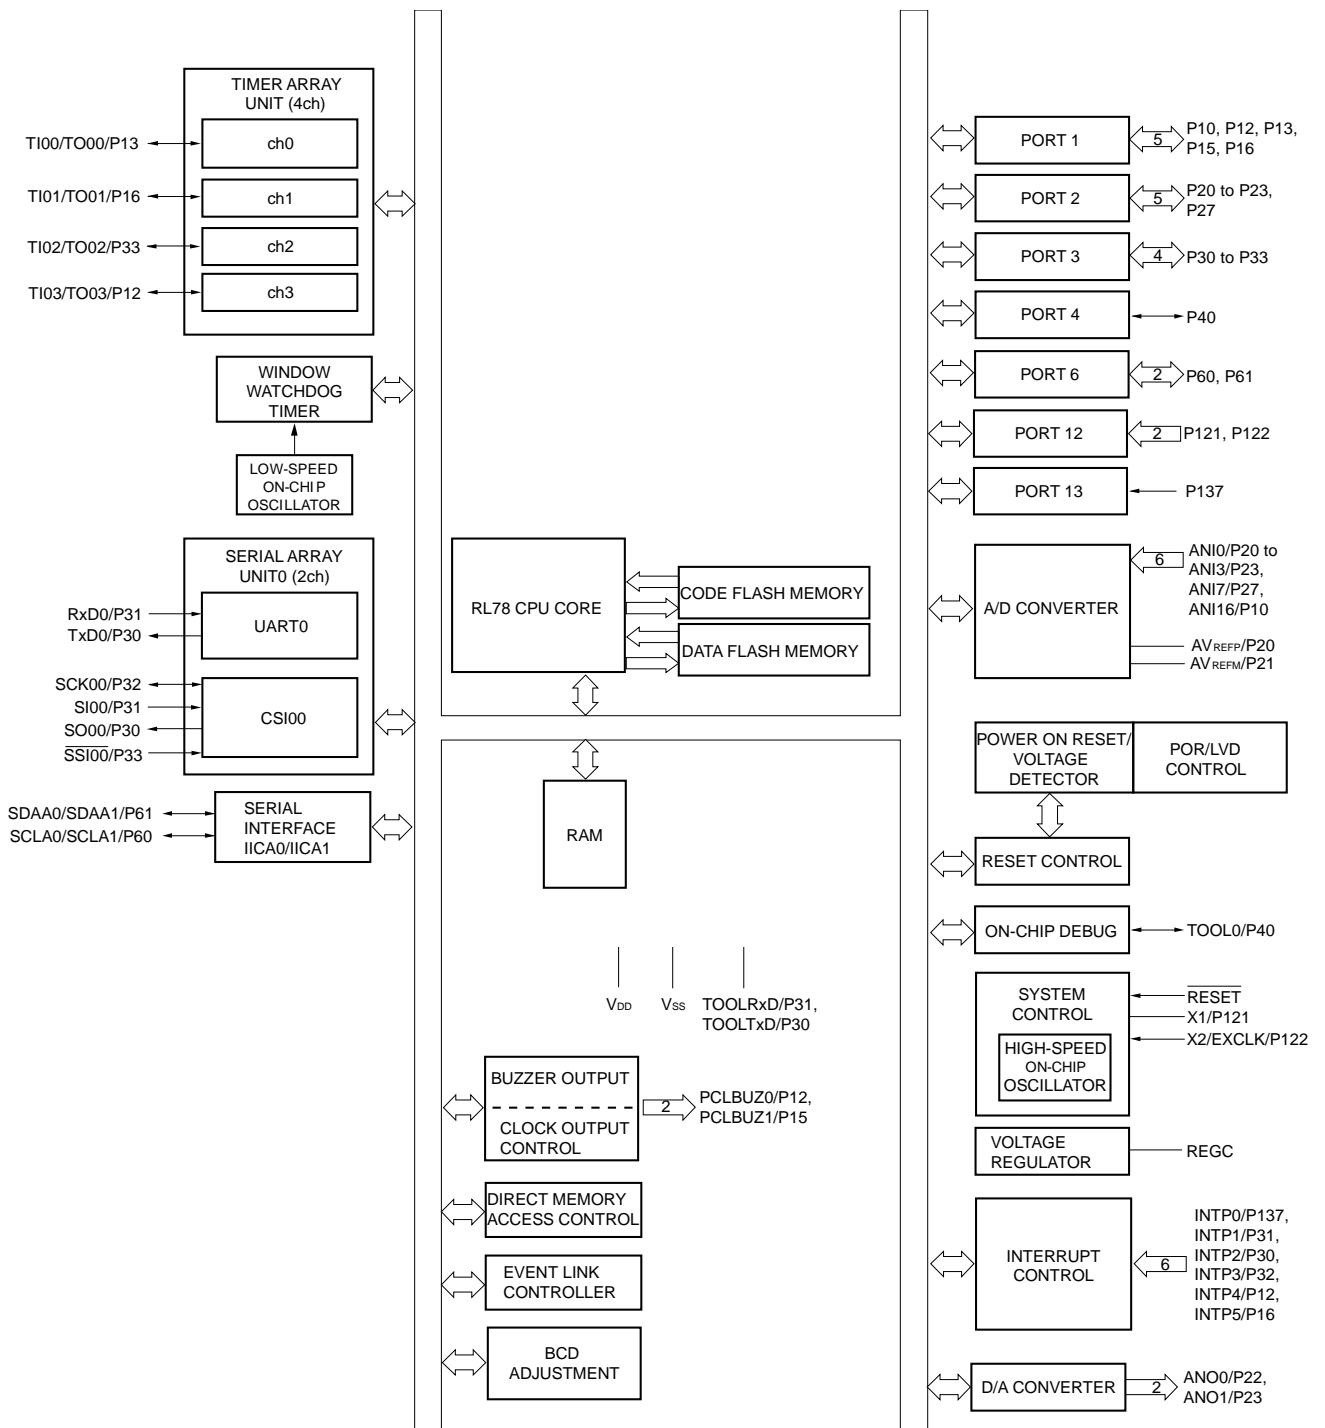 TIMER ARRAY
UNIT (4ch)
TI00/TO00/P13
ch0
TI01/TO01/P16
ch1
TI02/TO02/P33
ch2
TI03/TO03/P12
ch3
WINDOW
WATCHDOG
TIMER
LOW-SPEED
ON-CHIP
OSCILLATOR
SERIAL ARRAY
UNIT0 (2ch)
RxD0/P31
TxD0/P30
UART0
SCK00/P32
SI00/P31
SO00/P30
SSI00/P33
CSI00
SDAA0/SDAA1/P61
SCLA0/SCLA1/P60
SERIAL
INTERFACE
IICA0/IICA1
RL78 CPU CORE
CODE FLASH MEMORY
DATA FLASH MEMORY
RAM
VDD
VSS
TOOLRxD/P31,
TOOLTxD/P30
BUZZER OUTPUT
CLOCK OUTPUT
CONTROL
2
PCLBUZ0/P12,
PCLBUZ1/P15
DIRECT MEMORY
ACCESS CONTROL
EVENT LINK
CONTROLLER
BCD
ADJUSTMENT
PORT 1
5
P10, P12, P13,
P15, P16
PORT 2
5
P20 to P23,
P27
PORT 3
4
P30 to P33
PORT 4
P40
PORT 6
2
P60, P61
PORT 12
2
P121, P122
PORT 13
P137
A/D CONVERTER
6
ANI0/P20 to
ANI3/P23,
ANI7/P27,
ANI16/P10
AVREFP/P20
AVREFM/P21
POWER ON RESET/
VOLTAGE
DETECTOR
POR/LVD
CONTROL
RESET CONTROL
ON-CHIP DEBUG
TOOL0/P40
SYSTEM
CONTROL
HIGH-SPEED
ON-CHIP
OSCILLATOR
RESET
X1/P121
X2/EXCLK/P122
VOLTAGE
REGULATOR
REGC
INTERRUPT
CONTROL
6
INTP0/P137,
INTP1/P31,
INTP2/P30,
INTP3/P32,
INTP4/P12,
INTP5/P16
D/A CONVERTER
2
ANO0/P22,
ANO1/P23